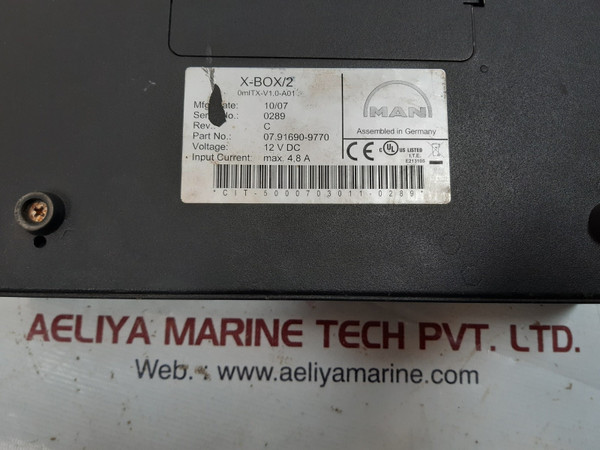 X-BOX/2
0mITX-V1.0-A01
Mfg. Date: 10/07
Serial No.: 0289
Rev.: C
Part No.: 07.91690-9770
Voltage: 12 V DC
Input Current: max. 4,8 A
MAN
Assembled in Germany
CE UL US LISTED
I.T.E.
E213186
*CIT-5000703011-0289*
AELIYA MARINE TECH PVT. LTD.
Web. : www.aeliyamarine.com